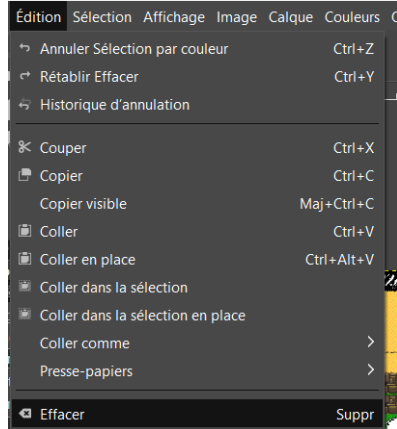 Édition Sélection Affichage Image Calque Couleurs
Annuler Sélection par couleur Ctrl+Z
Rétablir Effacer Ctrl+Y
Historique d'annulation
Couper Ctrl+X
Copier Ctrl+C
Copier visible Maj+Ctrl+C
Coller Ctrl+V
Coller en place Ctrl+Alt+V
Coller dans la sélection
Coller dans la sélection en place
Coller comme
Presse-papiers
Effacer Suppr